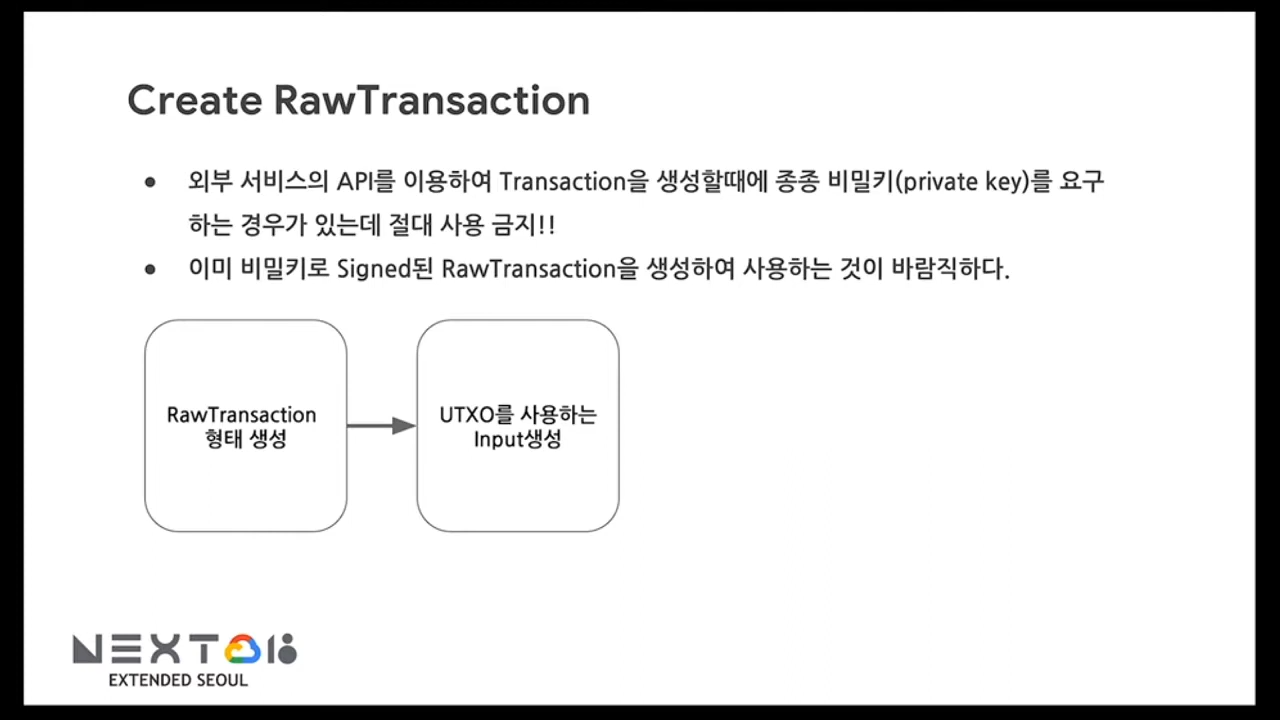 Create RawTransaction
● 외부 서비스의 API를 이용하여 Transaction을 생성할때에 종종 비밀키(private key)를 요구
하는 경우가 있는데 절대 사용 금지!!
● 이미 비밀키로 Signed된 RawTransaction을 생성하여 사용하는 것이 바람직하다.
RawTransaction
형태 생성
UTXO를 사용하는
Input생성
NEXT 18
EXTENDED SEOUL